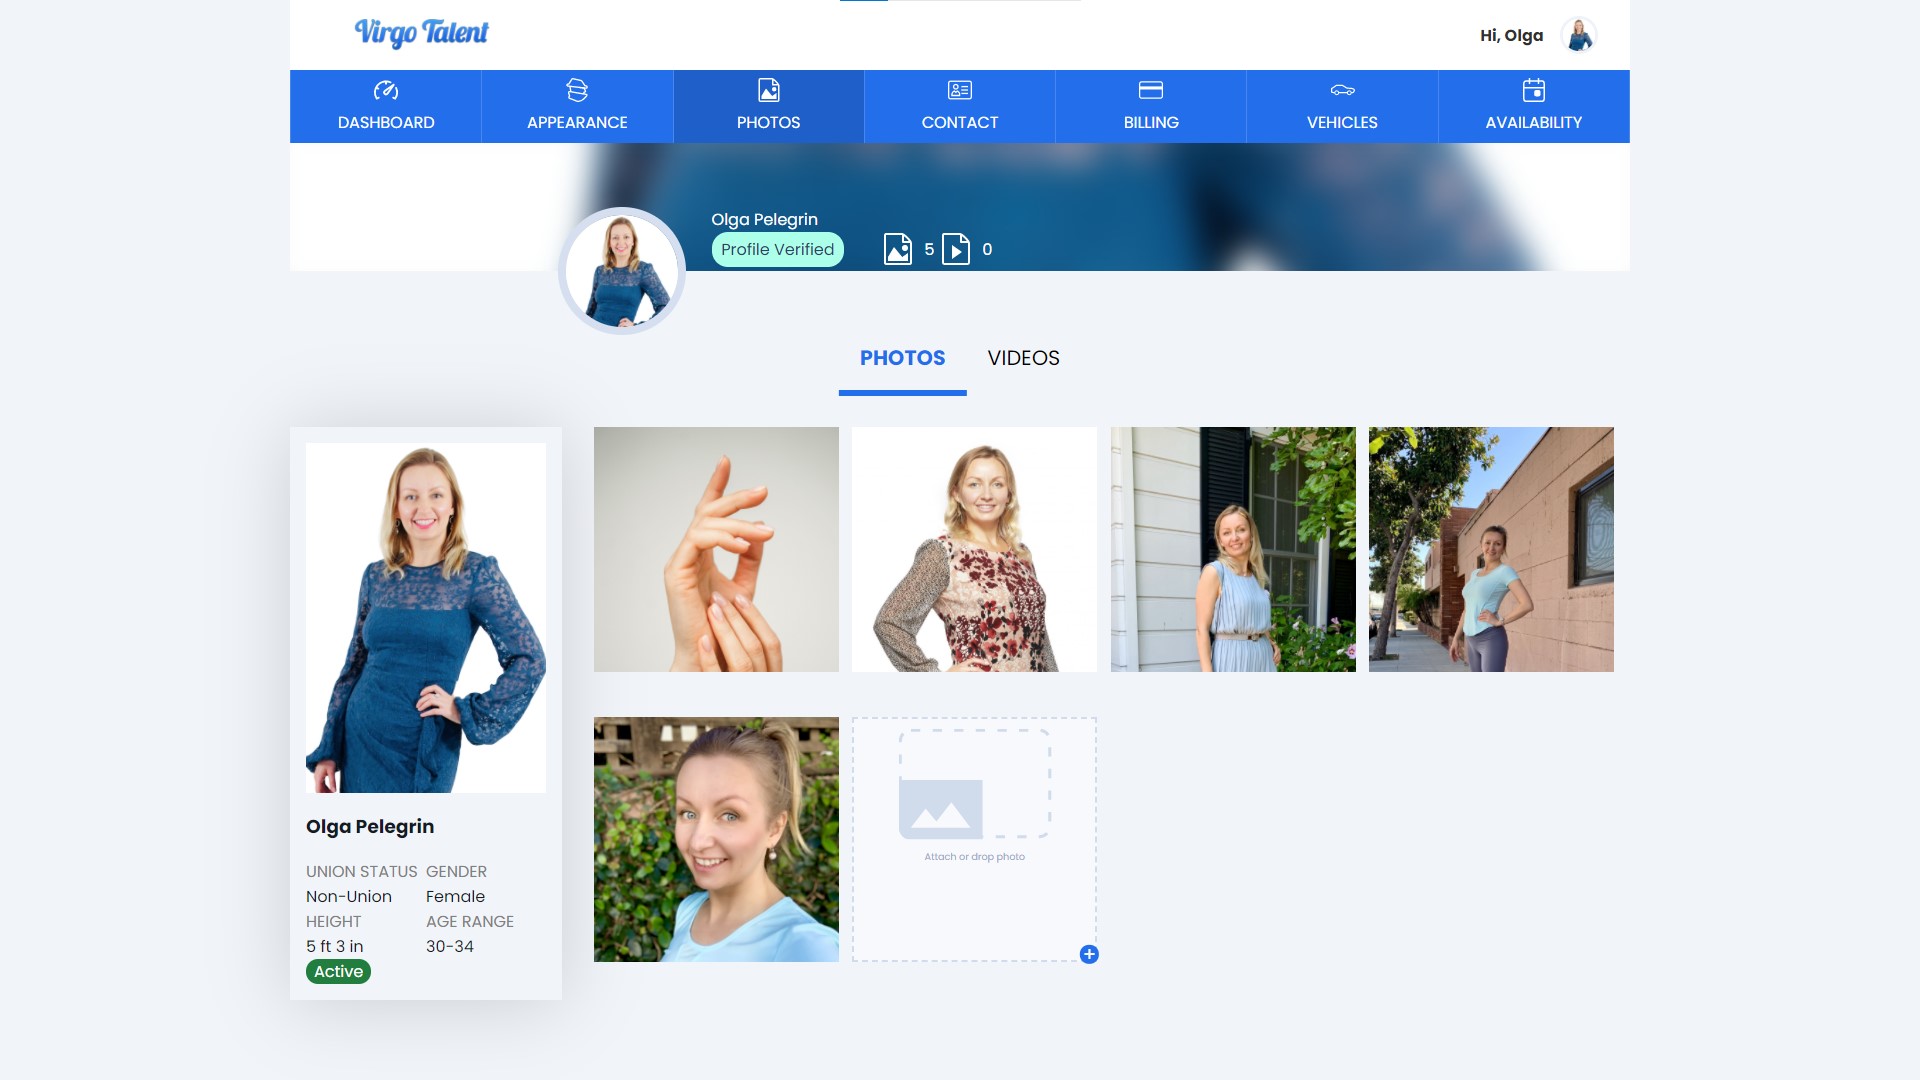 Virgo Talent
Hi, Olga
DASHBOARD
APPEARANCE
PHOTOS
CONTACT
BILLING
VEHICLES
AVAILABILITY
Olga Pelegrin
Profile Verified
5
0
PHOTOS
VIDEOS
Olga Pelegrin
UNION STATUS GENDER
Non-Union Female
HEIGHT AGE RANGE
5 ft 3 in 30-34
Active
Attach or drop photo